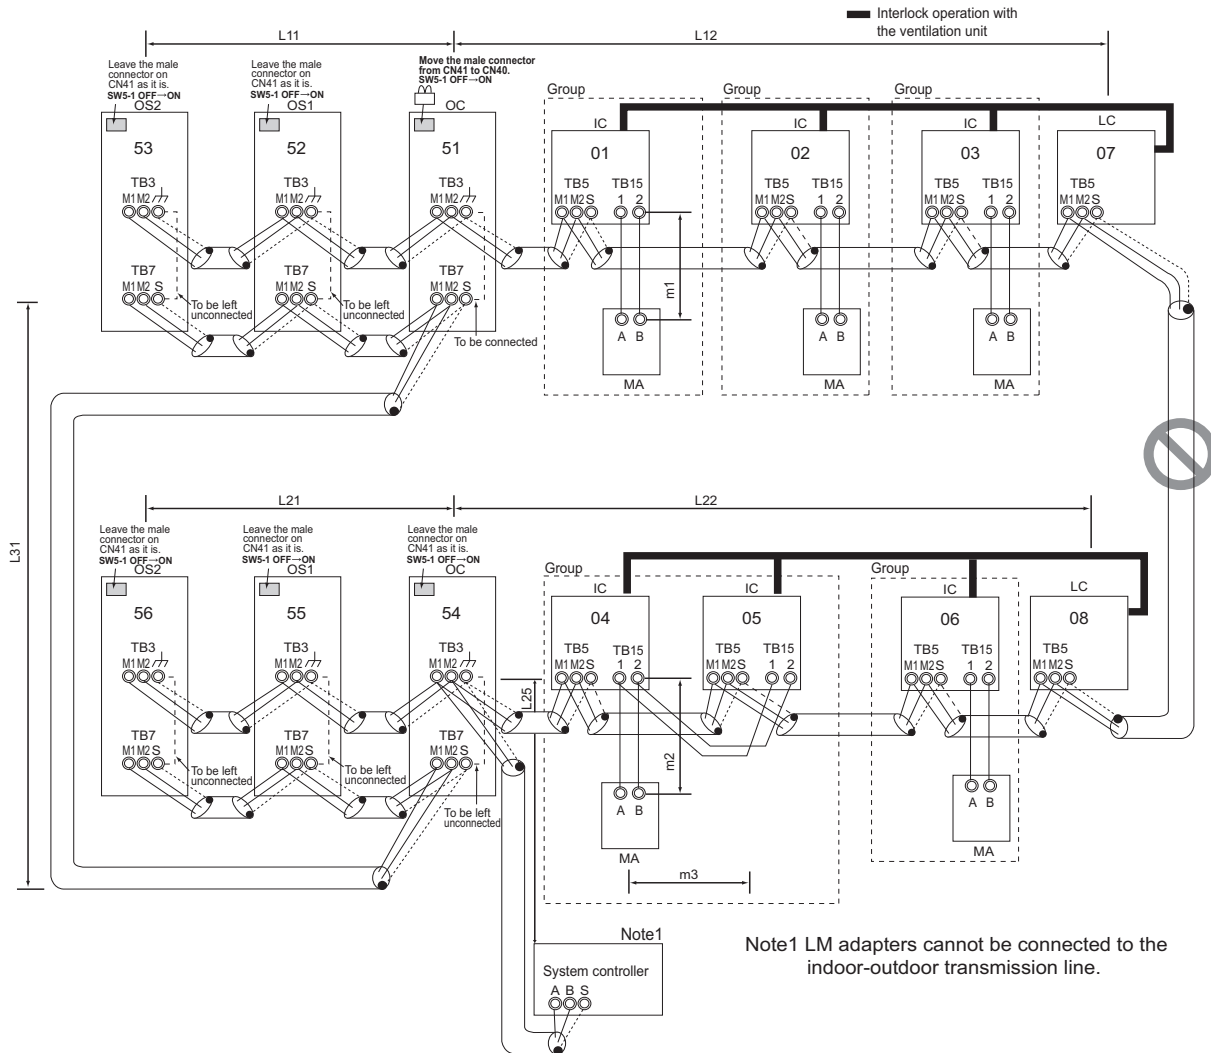 Interlock operation with
the ventilation unit
L11
L12
Leave the male
connector on
CN41 as it is.
SW5-1 OFF→ON
OS2
Leave the male
connector on
CN41 as it is.
SW5-1 OFF→ON
OS1
Move the male connector
from CN41 to CN40.
SW5-1 OFF→ON
OC
Group
Group
Group
IC
IC
IC
LC
53
52
51
01
02
03
07
TB3
M1 M2
TB3
M1 M2
TB3
M1 M2
TB5
M1 M2 S
TB15
1 2
TB5
M1 M2 S
TB15
1 2
TB5
M1 M2 S
TB15
1 2
TB5
M1 M2 S
TB7
M1 M2 S
TB7
M1 M2 S
TB7
M1 M2 S
To be left
unconnected
To be left
unconnected
To be connected
m1
A B
MA
A B
MA
A B
MA
L31
L21
L22
Leave the male
connector on
CN41 as it is.
SW5-1 OFF→ON
OS2
Leave the male
connector on
CN41 as it is.
SW5-1 OFF→ON
OS1
Leave the male
connector on
CN41 as it is.
SW5-1 OFF→ON
OC
Group
Group
IC
IC
IC
LC
56
55
54
04
05
06
08
TB3
M1 M2
TB3
M1 M2
TB3
M1 M2
TB5
M1 M2 S
TB15
1 2
TB5
M1 M2 S
TB15
1 2
TB5
M1 M2 S
TB15
1 2
TB5
M1 M2 S
L25
TB7
M1 M2 S
TB7
M1 M2 S
TB7
M1 M2 S
To be left
unconnected
To be left
unconnected
To be left
unconnected
m2
A B
MA
A B
MA
m3
Note1
System controller
A B S
Note1 LM adapters cannot be connected to the
indoor-outdoor transmission line.